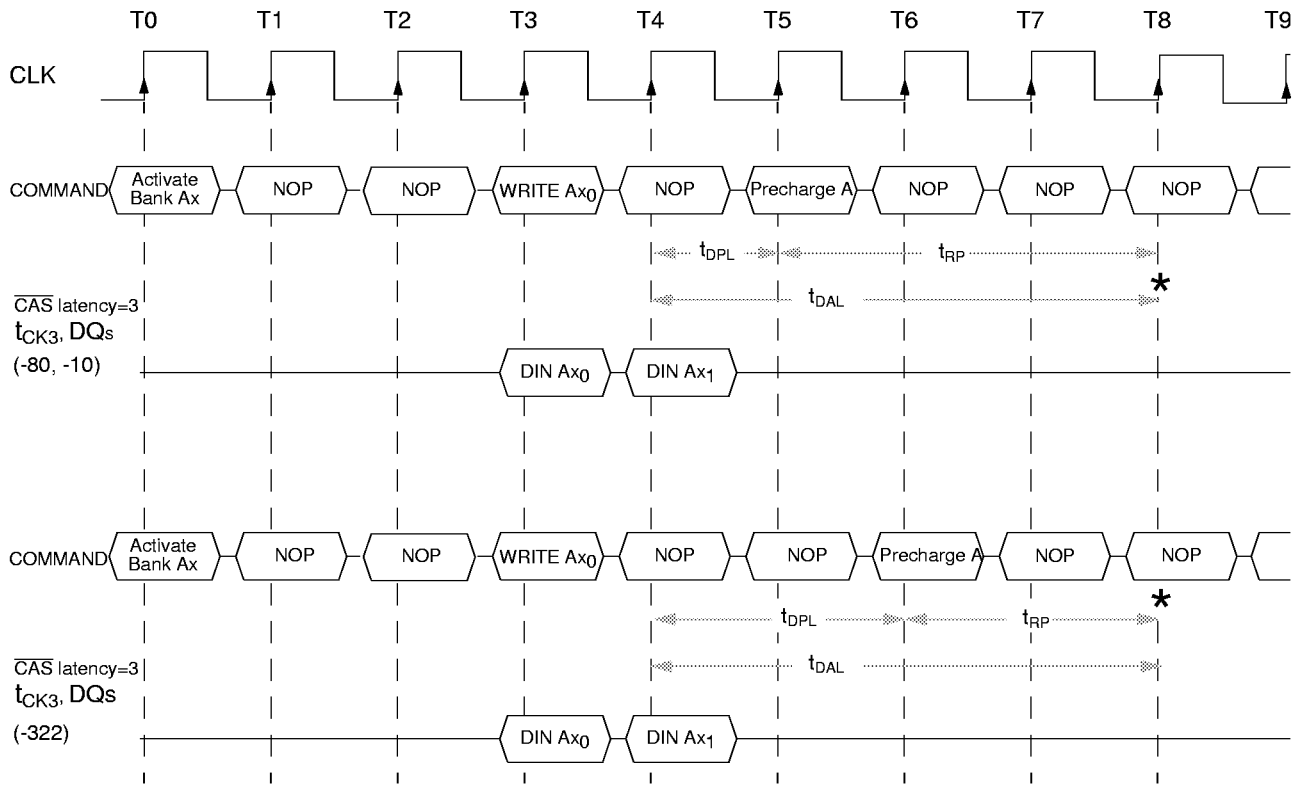 T0 T1 T2 T3 T4 T5 T6 T7 T8 T9
CLK
COMMAND Activate Bank Ax NOP NOP WRITE Ax0 NOP Precharge A NOP NOP NOP
tDPL tRP
*
tDAL
CAS latency=3
tCK3, DQs
(-80, -10)
DIN Ax0 DIN Ax1
COMMAND Activate Bank Ax NOP NOP WRITE Ax0 NOP NOP Precharge A NOP NOP
*
tDPL tRP
tDAL
CAS latency=3
tCK3, DQs
(-322)
DIN Ax0 DIN Ax1